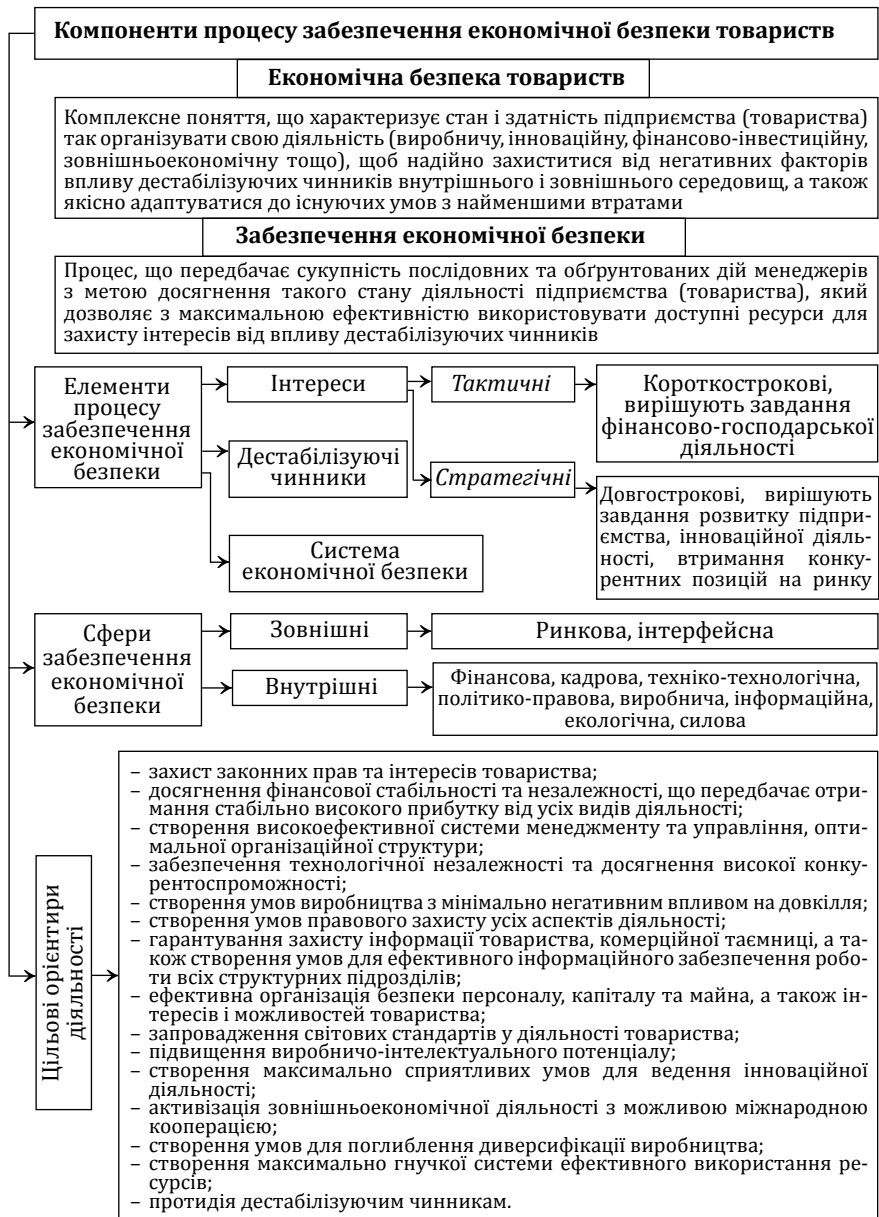 Компоненти процесу забезпечення економічної безпеки товариств
Економічна безпека товариств
Комплексне поняття, що характеризує стан і здатність підприємства (товариства)
так організувати свою діяльність (виробничу, інноваційну, фінансово-інвестиційну,
зовнішньоекономічну тощо), щоб надійно захиститися від негативних факторів
впливу дестабілізуючих чинників внутрішнього і зовнішнього середовищ, а також
якісно адаптуватися до існуючих умов з найменшими втратами
Забезпечення економічної безпеки
Процес, що передбачає сукупність послідовних та обґрунтованих дій менеджерів
з метою досягнення такого стану діяльності підприємства (товариства), який
дозволяє з максимальною ефективністю використовувати доступні ресурси для
захисту інтересів від впливу дестабілізуючих чинників
Елементи
процесу
забезпечення
економічної
безпеки
Інтереси
Тактичні
Короткострокові,
вирішують завдання
фінансово-господарської
діяльності
Дестабілізуючі
чинники
Стратегічні
Довгострокові, вирішують
завдання розвитку підпри-
ємства, інноваційної діяль-
ності, втримання конку-
рентних позицій на ринку
Система
економічної безпеки
Сфери
забезпечення
економічної
безпеки
Зовнішні
Ринкова, інтерфейсна
Внутрішні
Фінансова, кадрова, техніко-технологічна,
політико-правова, виробнича, інформаційна,
екологічна, силова
Цільові орієнтири
діяльності
– захист законних прав та інтересів товариства;
– досягнення фінансової стабільності та незалежності, що передбачає отри-
мання стабільно високого прибутку від усіх видів діяльності;
– створення високоефективної системи менеджменту та управління, опти-
мальної організаційної структури;
– забезпечення технологічної незалежності та досягнення високої конку-
рентоспроможності;
– створення умов виробництва з мінімально негативним впливом на довкілля;
– створення умов правового захисту усіх аспектів діяльності;
– гарантування захисту інформації товариства, комерційної таємниці, а та-
кож створення умов для ефективного інформаційного забезпечення робо-
ти всіх структурних підрозділів;
– ефективна організація безпеки персоналу, капіталу та майна, а також ін-
тересів і можливостей товариства;
– запровадження світових стандартів у діяльності товариства;
– підвищення виробничо-інтелектуального потенціалу;
– створення максимально сприятливих умов для ведення інноваційної
діяльності;
– активізація зовнішньоекономічної діяльності з можливою міжнародною
кооперацією;
– створення умов для поглиблення диверсифікації виробництва;
– створення максимально гнучкої системи ефективного використання ре-
сурсів;
– протидія дестабілізуючим чинникам.